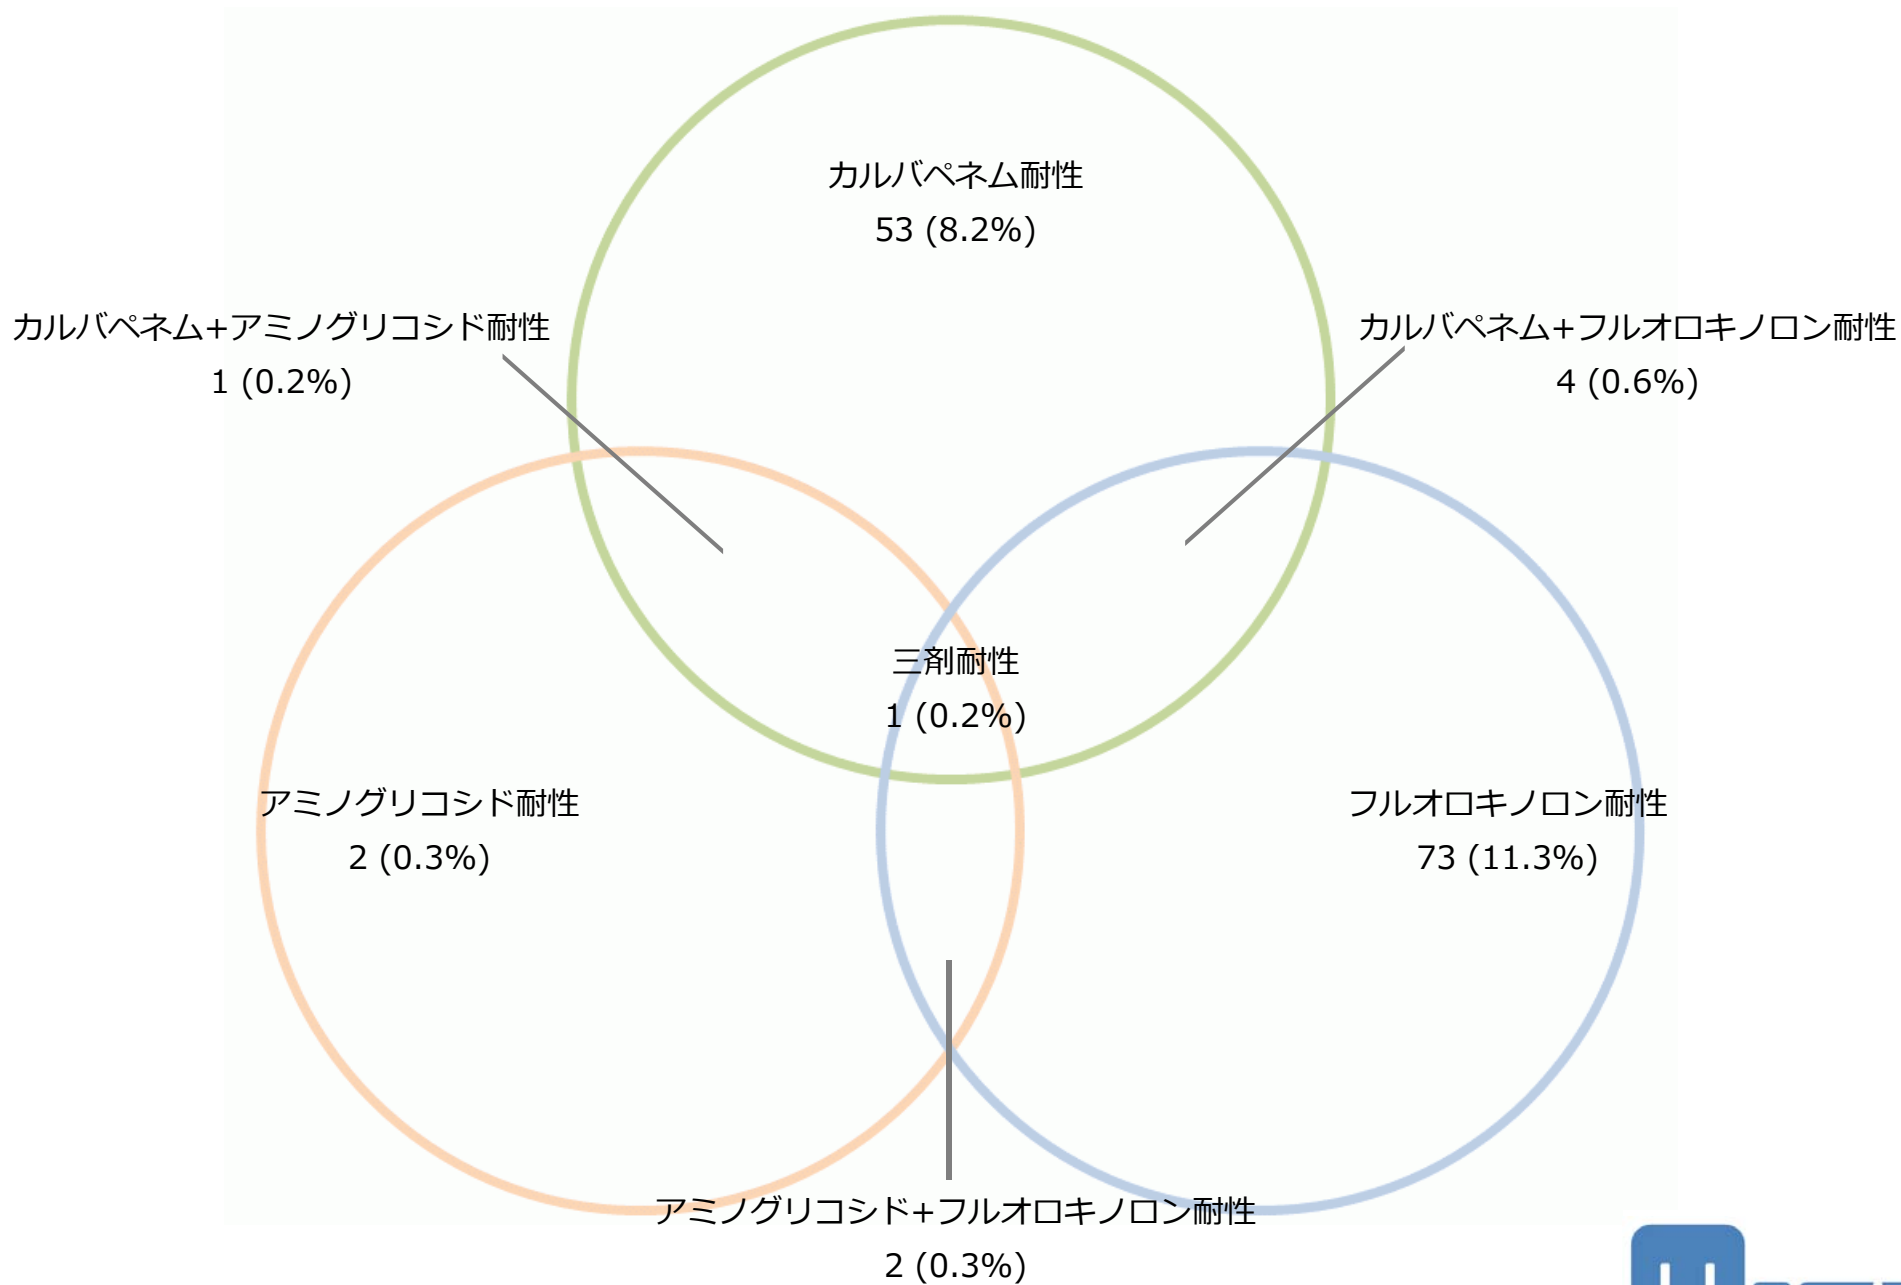 カルバペネム耐性
53 (8.2%)
カルバペネム+アミノグリコシド耐性
1 (0.2%)
カルバペネム+フルオロキノロン耐性
4 (0.6%)
三剤耐性
1 (0.2%)
アミノグリコシド耐性
2 (0.3%)
フルオロキノロン耐性
73 (11.3%)
アミノグリコシド+フルオロキノロン耐性
2 (0.3%)